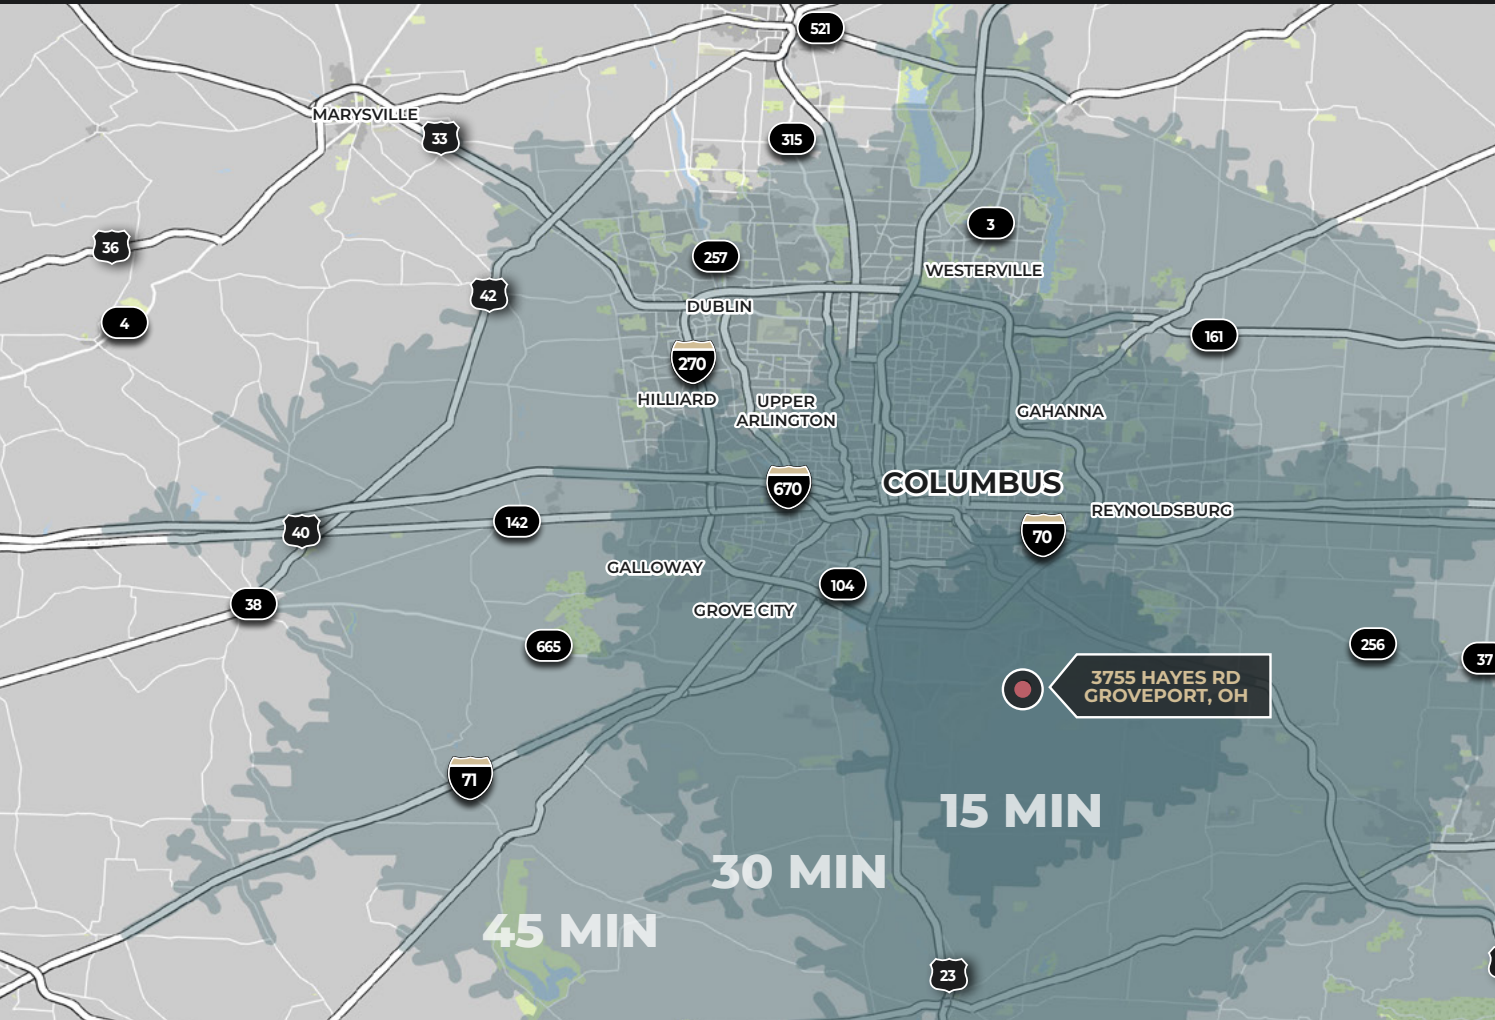 521
MARYSVILLE
33
315
3
36
257
WESTERVILLE
42
DUBLIN
4
161
270
HILLIARD
UPPER
ARLINGTON
GAHANNA
COLUMBUS
670
REYNOLDSBURG
142
40
70
GALLOWAY
104
38
GROVE CITY
665
256
37
3755 HAYES RD
GROVEPORT, OH
71
15 MIN
30 MIN
45 MIN
23